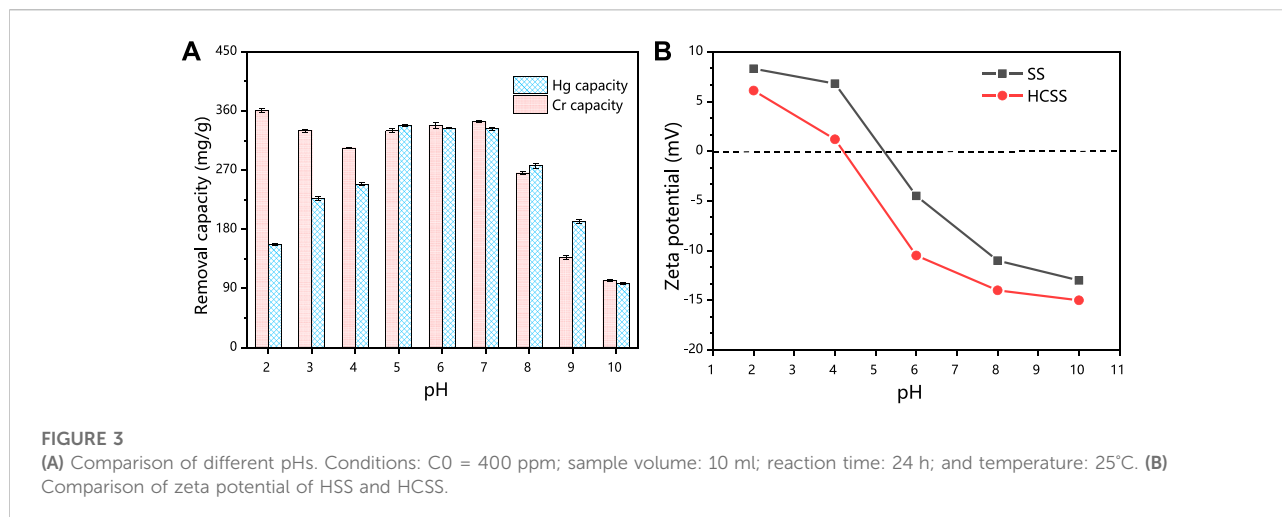 A
450
360
270
180
90
0
Removal capacity (mg/g)
Hg capacity
Cr capacity
2 3 4 5 6 7 8 9 10
pH
B
10
5
0
-5
-10
-15
-20
Zeta potential (mV)
SS
HCSS
1 2 3 4 5 6 7 8 9 10 11
pH
FIGURE 3
(A) Comparison of different pHs. Conditions: C0 = 400 ppm; sample volume: 10 ml; reaction time: 24 h; and temperature: 25°C. (B)
Comparison of zeta potential of HSS and HCSS.